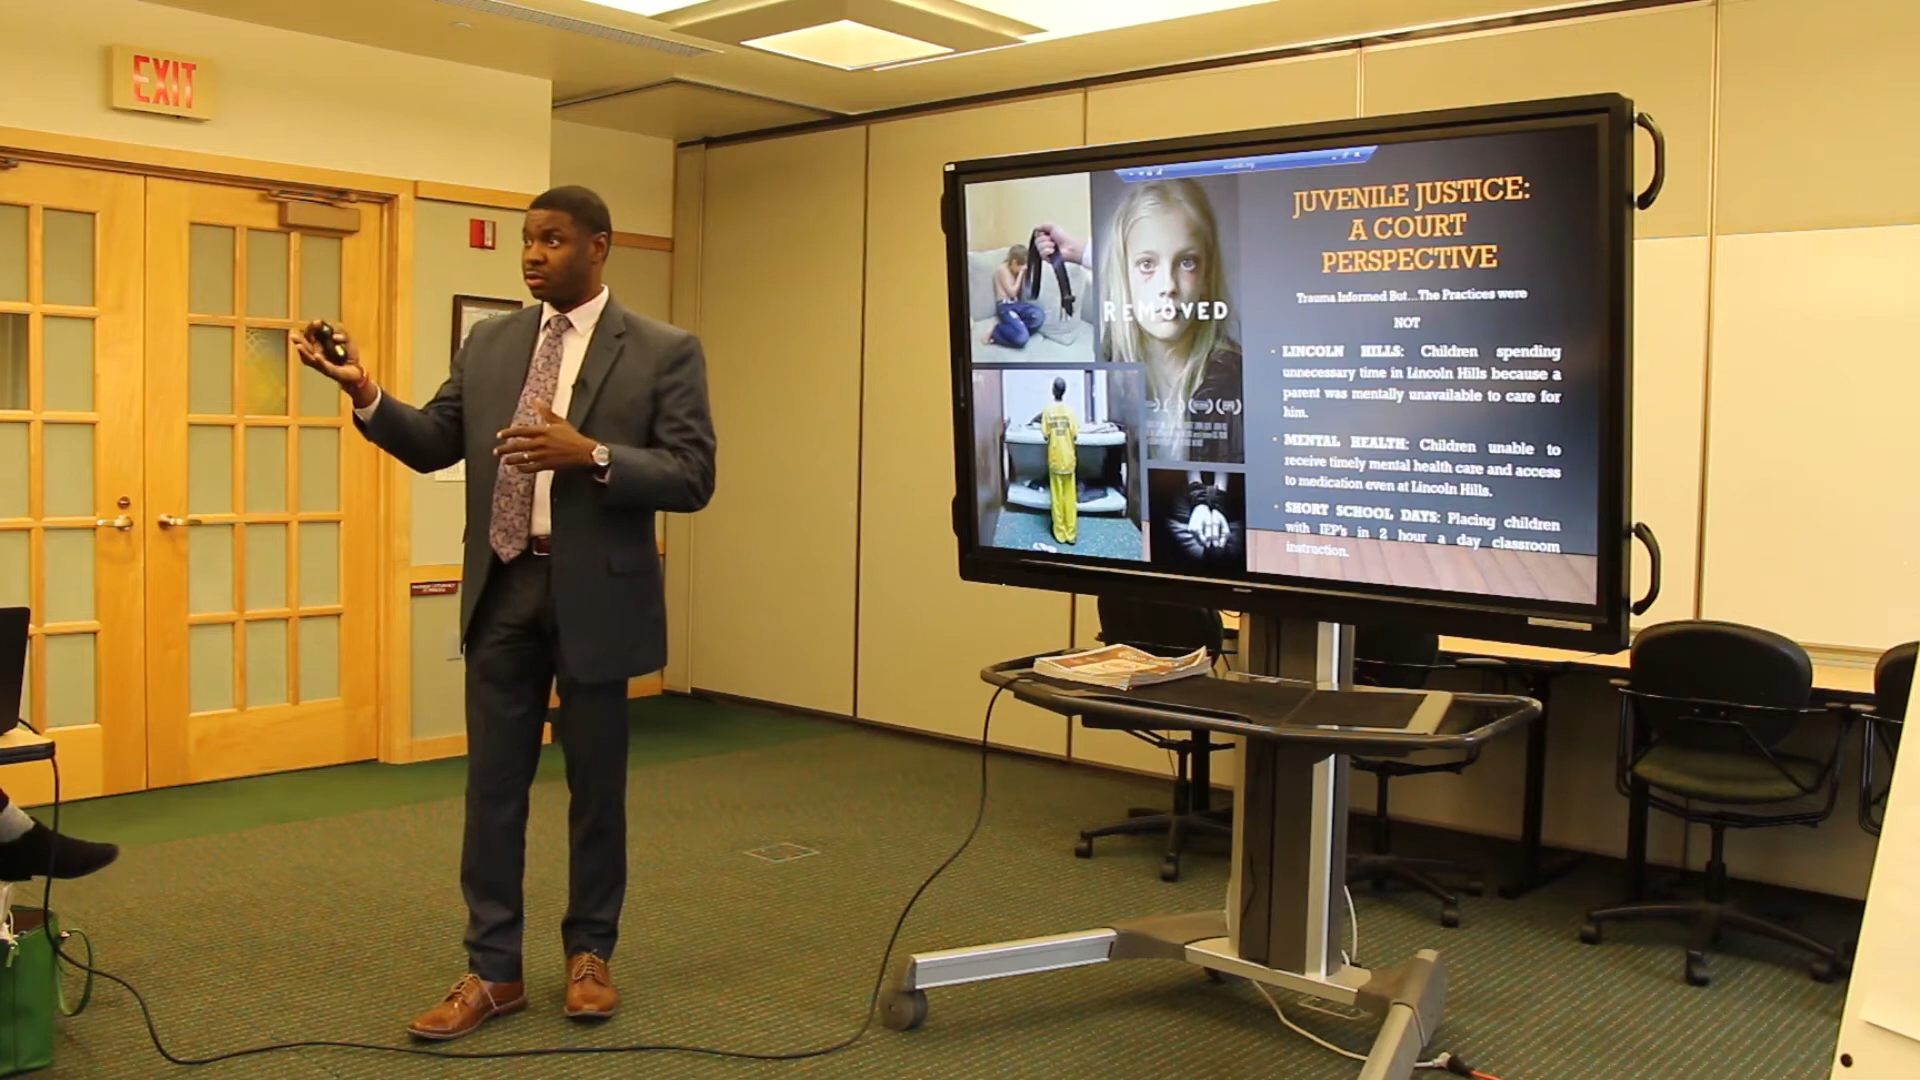 EXIT
JUVENILE JUSTICE:
A COURT
PERSPECTIVE
Trauma Informed But...The Practices were
NOT
REMOVED
• LINCOLN HILLS: Children spending
unnecessary time in Lincoln Hills because a
parent was mentally unavailable to care for
him.
• MENTAL HEALTH: Children unable to
receive timely mental health care and access
to medication even at Lincoln Hills.
• SHORT SCHOOL DAYS: Placing children
with IEP's in 2 hour a day classroom
instruction.